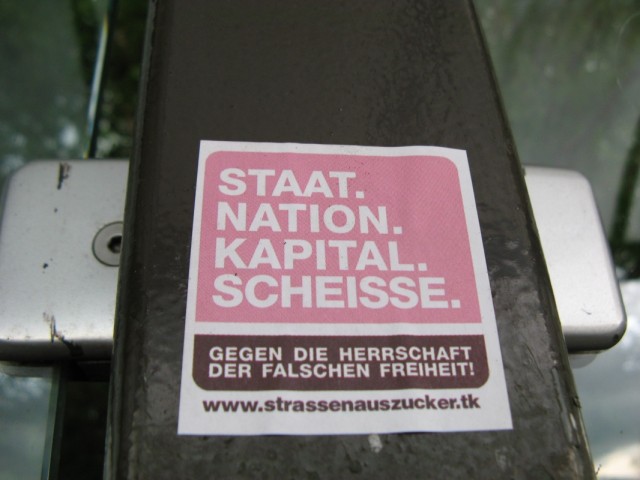 STAAT.
NATION.
KAPITAL.
SCHEISSE.
GEGEN DIE HERRSCHAFT
DER FALSCHEN FREIHEIT!
www.strassenauszucker.tk